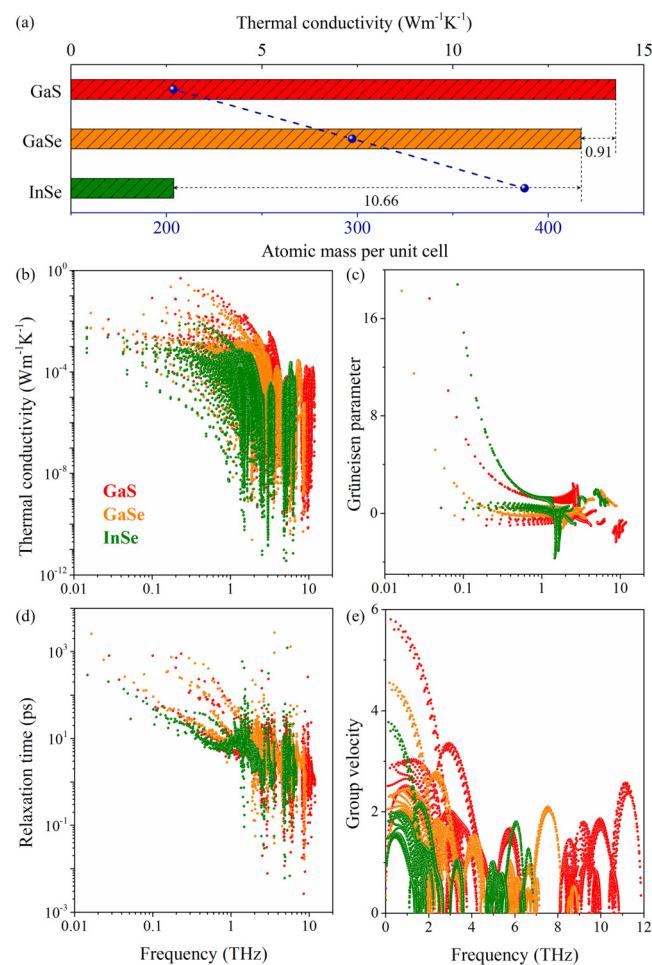 (a)
Thermal conductivity (Wm⁻¹K⁻¹)
0 5 10 15
GaS
GaSe
0.91
InSe
10.66
200 300 400
Atomic mass per unit cell
(b)
Thermal conductivity (Wm⁻¹K⁻¹)
10⁰
10⁻⁴
10⁻⁸
10⁻¹²
GaS
GaSe
InSe
0.01 0.1 1 10
(c)
Grüneisen parameter
16
8
0
0.01 0.1 1 10
(d)
Relaxation time (ps)
10³
10¹
10⁻¹
10⁻³
0.01 0.1 1 10
Frequency (THz)
(e)
Group velocity
6
4
2
0
0 2 4 6 8 10 12
Frequency (THz)